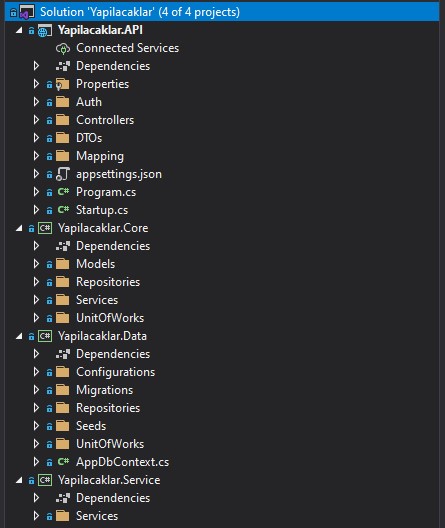 Solution 'Yapilacaklar' (4 of 4 projects)
Yapilacaklar.API
Connected Services
Dependencies
Properties
Auth
Controllers
DTOs
Mapping
appsettings.json
C# Program.cs
C# Startup.cs
C# Yapilacaklar.Core
Dependencies
Models
Repositories
Services
UnitOfWorks
C# Yapilacaklar.Data
Dependencies
Configurations
Migrations
Repositories
Seeds
UnitOfWorks
C# AppDbContext.cs
C# Yapilacaklar.Service
Dependencies
Services